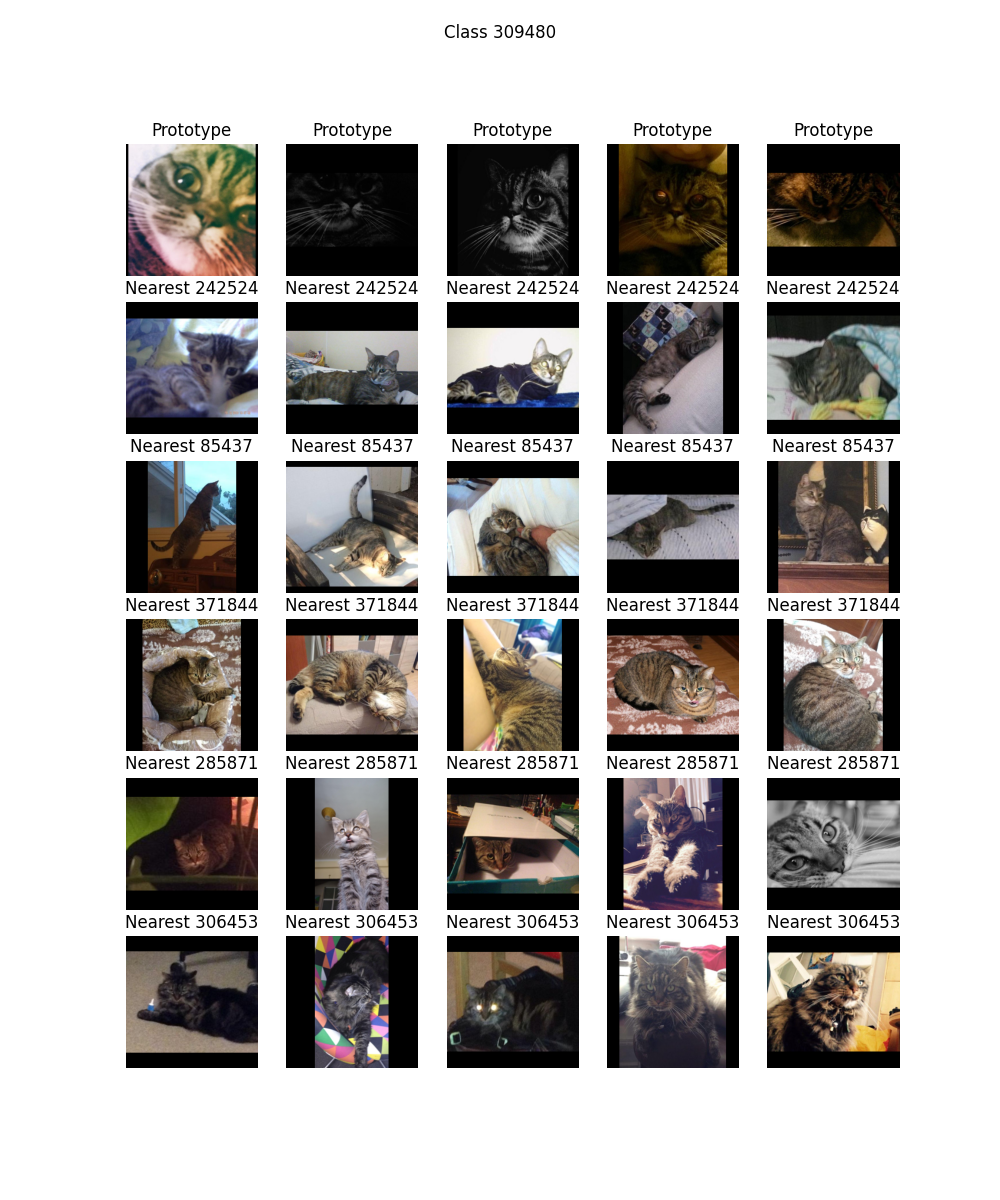 Class 309480
Prototype Prototype Prototype Prototype Prototype
Nearest 242524 Nearest 242524 Nearest 242524 Nearest 242524 Nearest 242524
Nearest 85437 Nearest 85437 Nearest 85437 Nearest 85437 Nearest 85437
Nearest 371844 Nearest 371844 Nearest 371844 Nearest 371844 Nearest 371844
Nearest 285871 Nearest 285871 Nearest 285871 Nearest 285871 Nearest 285871
Nearest 306453 Nearest 306453 Nearest 306453 Nearest 306453 Nearest 306453